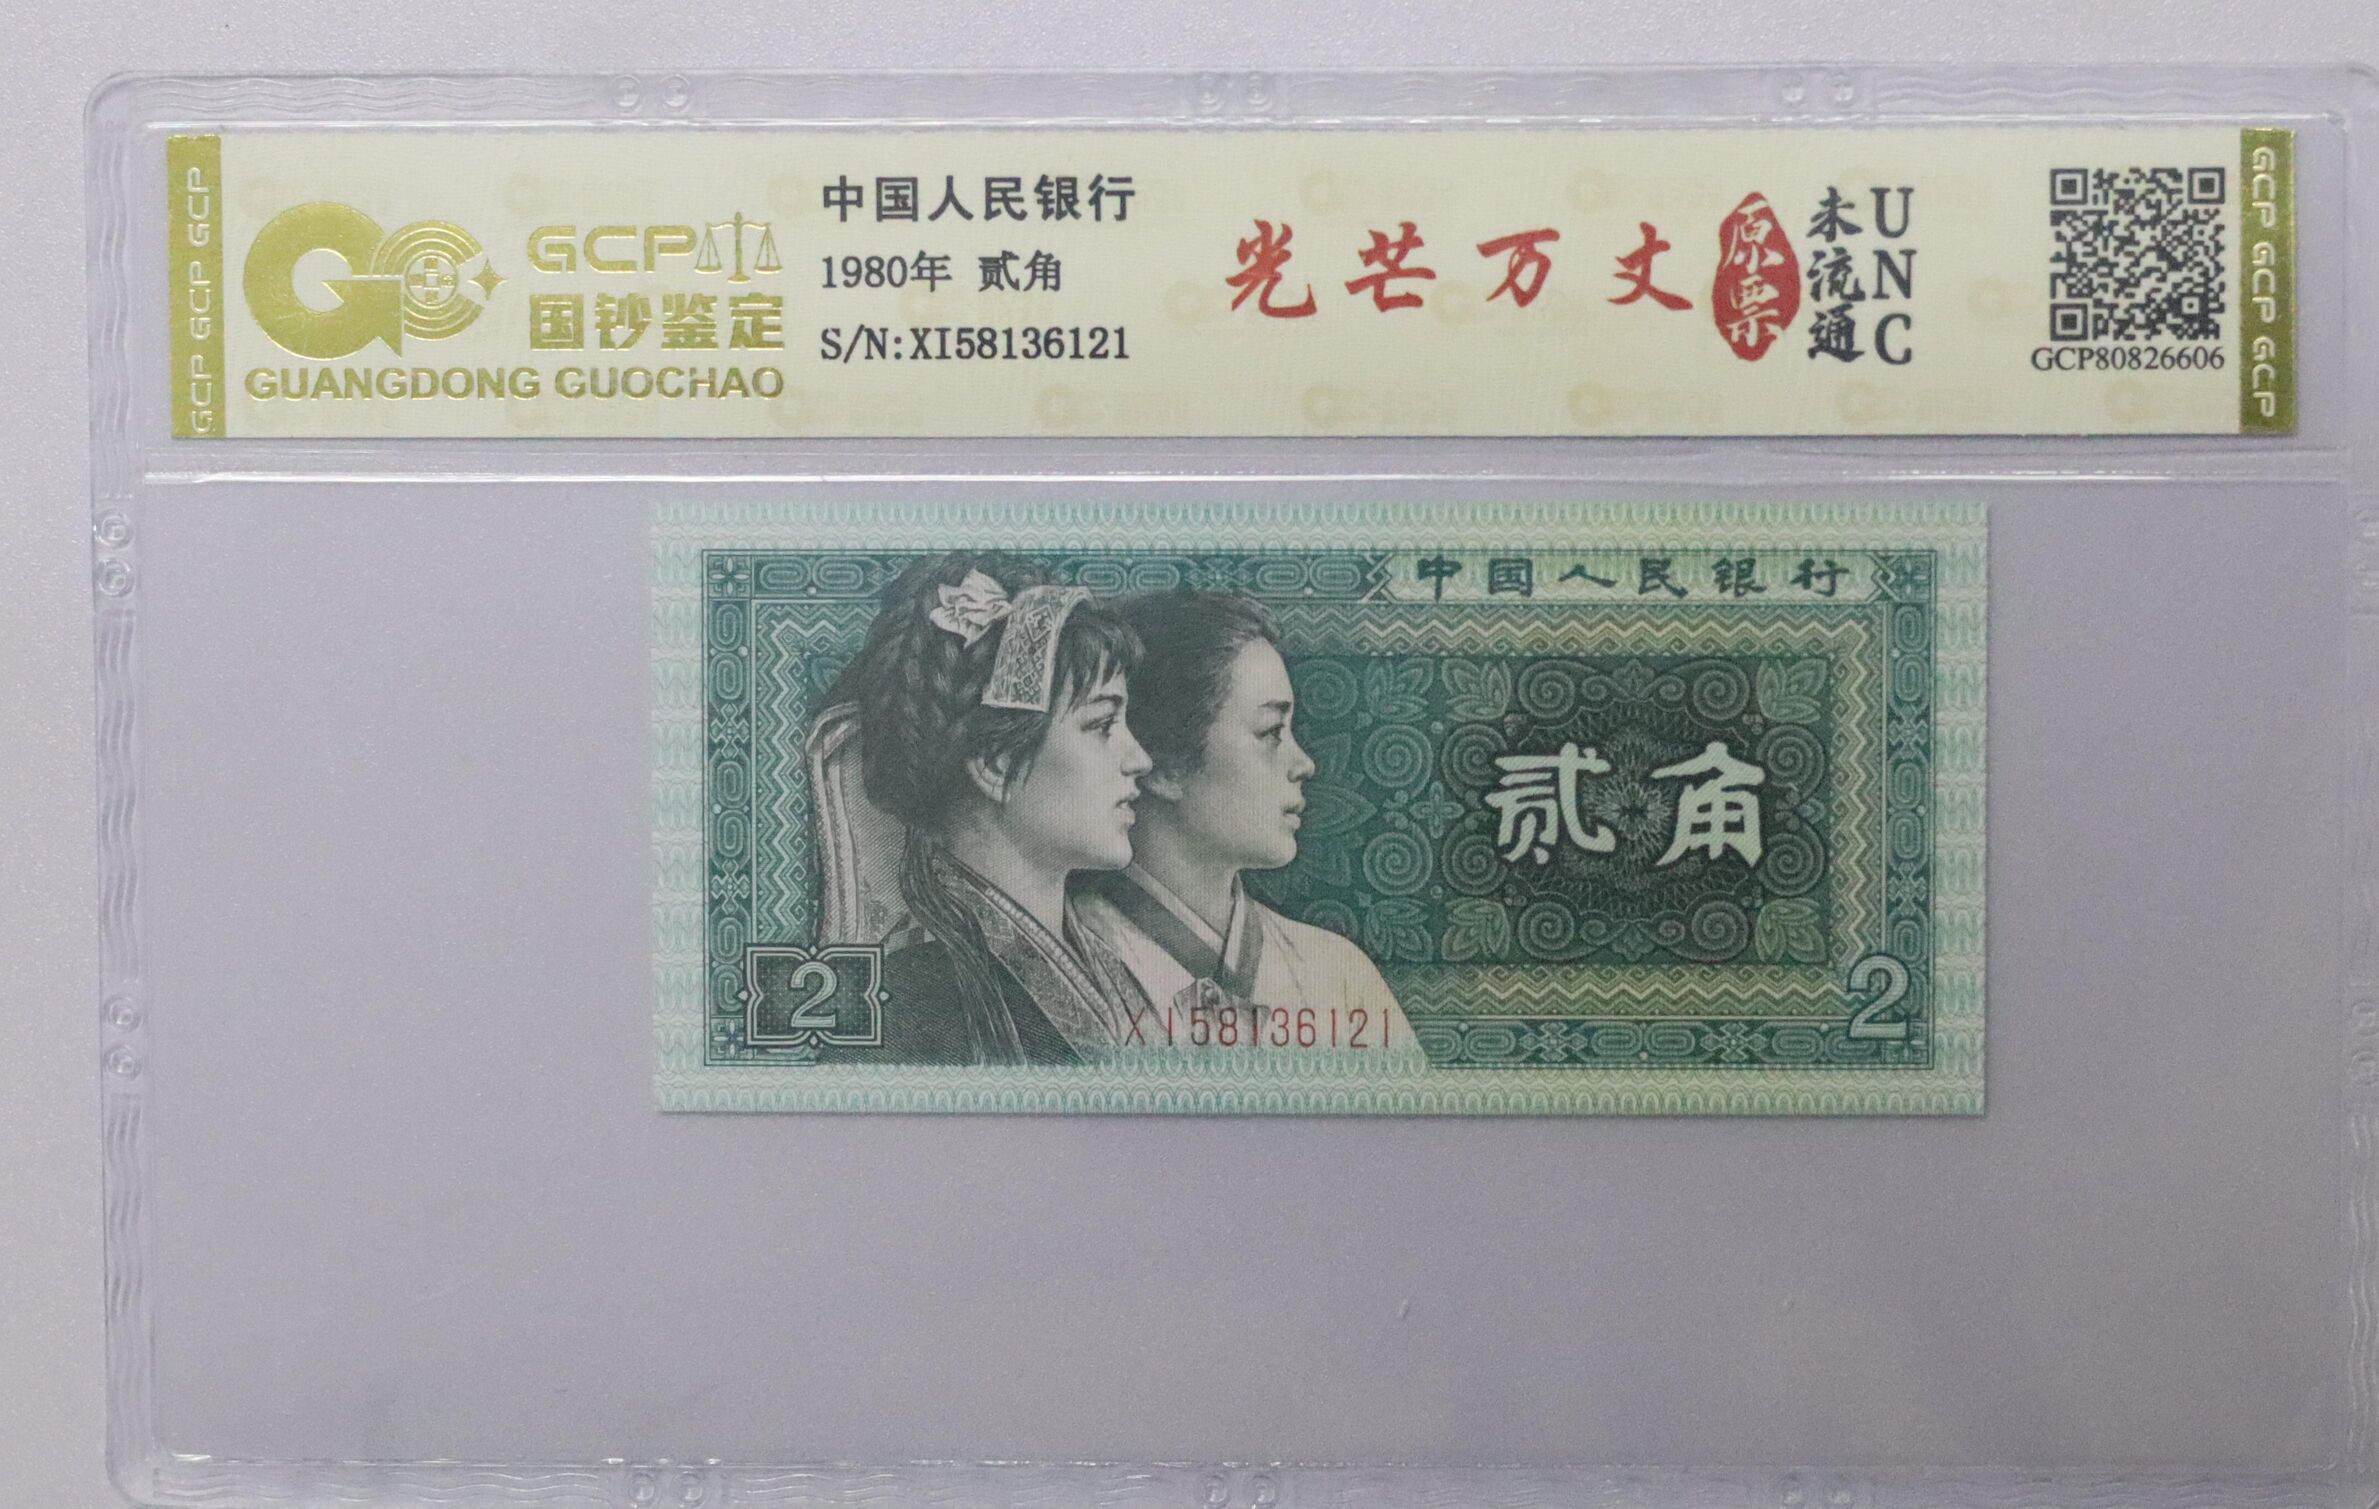 GCP GCP GCP
GCP
国钞鉴定
GUANGDONG GUOCHAO
中国人民银行
1980年 贰角
S/N:XI58136121
光芒万丈
原票
未流通
UNC
GCP80826606
GCP GCP GCP
中国人民银行
贰角
2
XI58136121
2